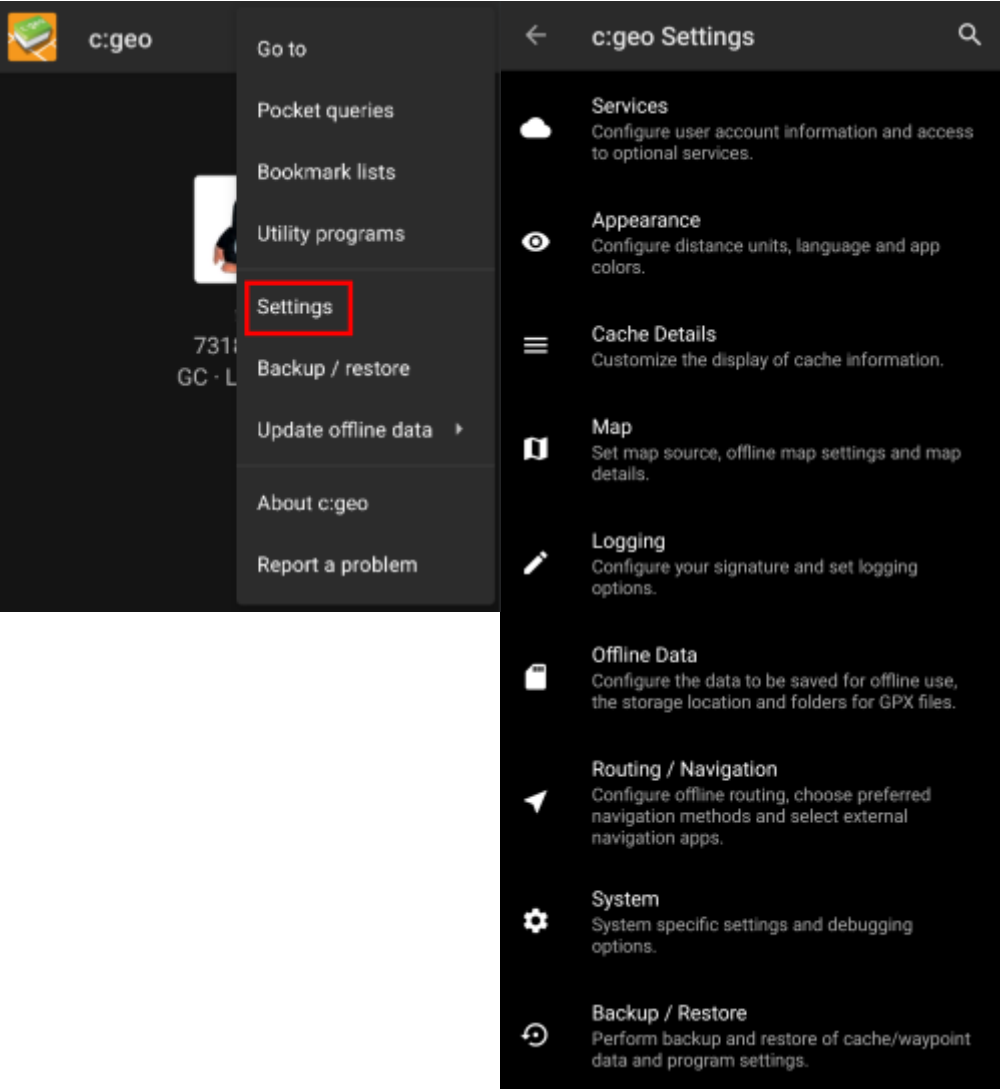 c:geo
Go to
Pocket queries
Bookmark lists
Utility programs
Settings
7318
GC · L
Backup / restore
Update offline data
About c:geo
Report a problem
c:geo Settings
Services
Configure user account information and access
to optional services.
Appearance
Configure distance units, language and app
colors.
Cache Details
Customize the display of cache information.
Map
Set map source, offline map settings and map
details.
Logging
Configure your signature and set logging
options.
Offline Data
Configure the data to be saved for offline use,
the storage location and folders for GPX files.
Routing / Navigation
Configure offline routing, choose preferred
navigation methods and select external
navigation apps.
System
System specific settings and debugging
options.
Backup / Restore
Perform backup and restore of cache/waypoint
data and program settings.